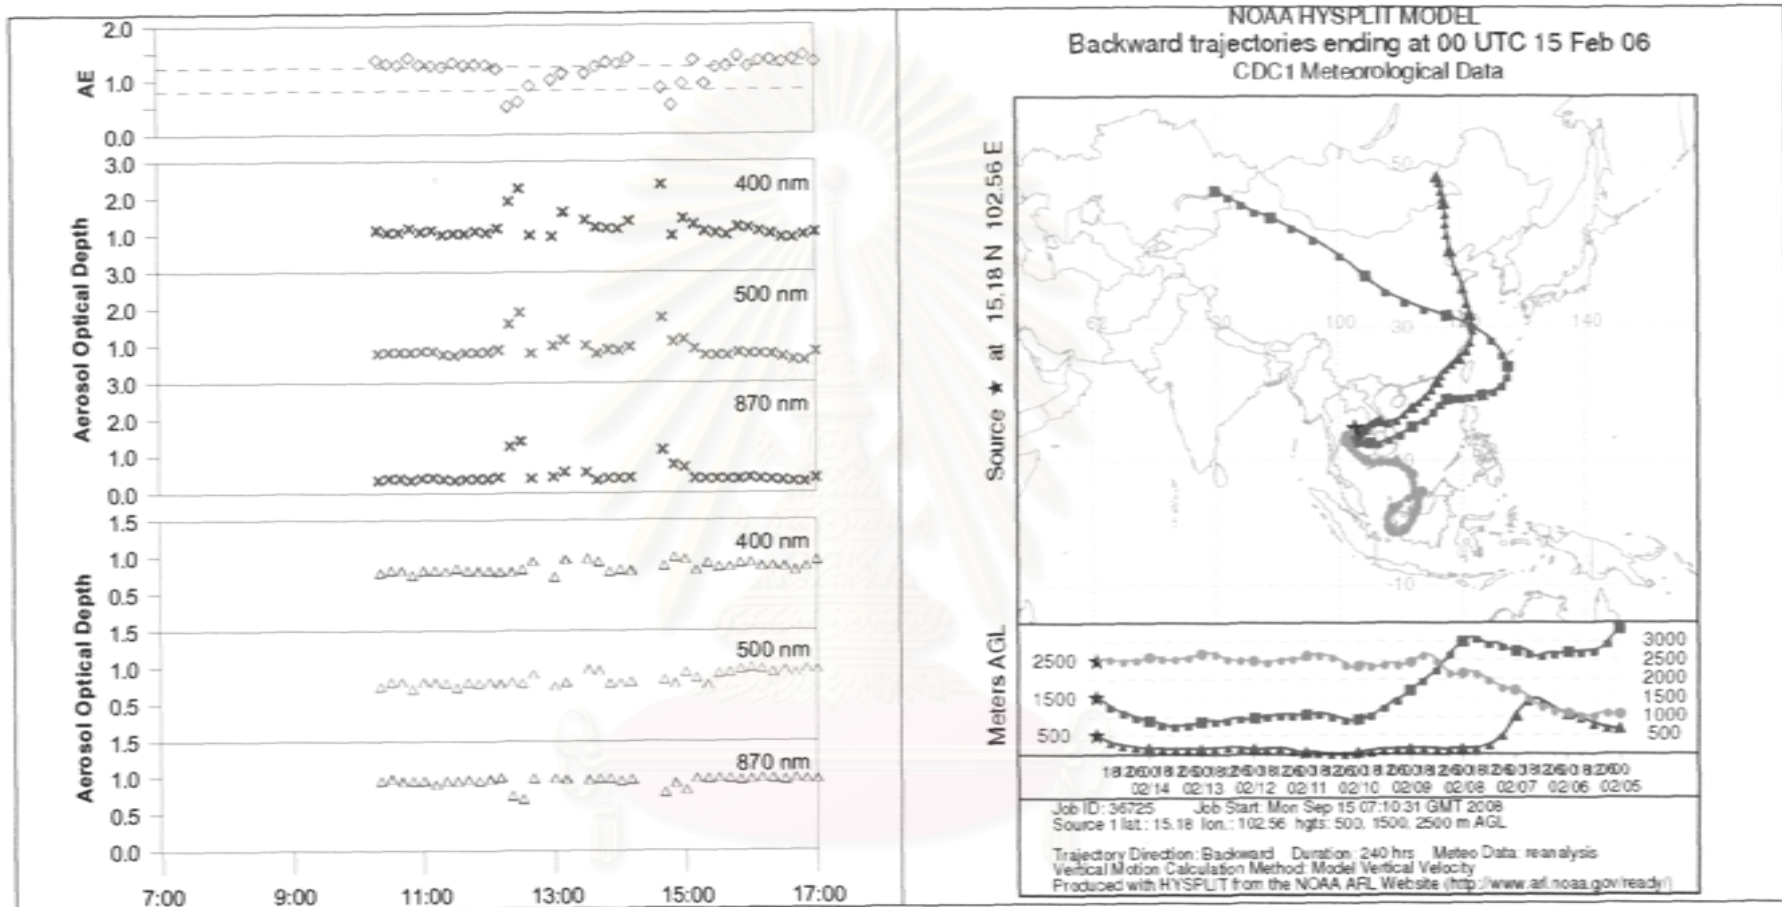 2.0
AE
1.0
0.0
3.0
400 nm
2.0
1.0
3.0
500 nm
2.0
1.0
3.0
870 nm
2.0
1.0
0.0
Aerosol Optical Depth
Aerosol Optical Depth
1.5
400 nm
1.0
0.5
1.5
500 nm
1.0
0.5
1.5
870 nm
1.0
0.5
0.0
Aerosol Optical Depth
Aerosol Optical Depth
7:00 9:00 11:00 13:00 15:00 17:00
NOAA HYSPLIT MODEL
Backward trajectories ending at 00 UTC 15 Feb 06
CDC1 Meteorological Data
Source ★ at 15.18 N 102.56 E
50
100
30
140
-10
Meters AGL
2500
1500
500
3000
2500
2000
1500
1000
500
02/14 02/13 02/12 02/11 02/10 02/09 02/08 02/07 02/06 02/05
Job ID: 36725 Job Start: Mon Sep 15 07:10:31 GMT 2008
Source 1 lat.: 15.18 lon.: 102.56 hgts: 500, 1500, 2500 m AGL
Trajectory Direction: Backward Duration: 240 hrs Meteo Data: reanalysis
Vertical Motion Calculation Method: Model Vertical Velocity
Produced with HYSPLIT from the NOAA ARL Website (http://www.arl.noaa.gov/ready/)